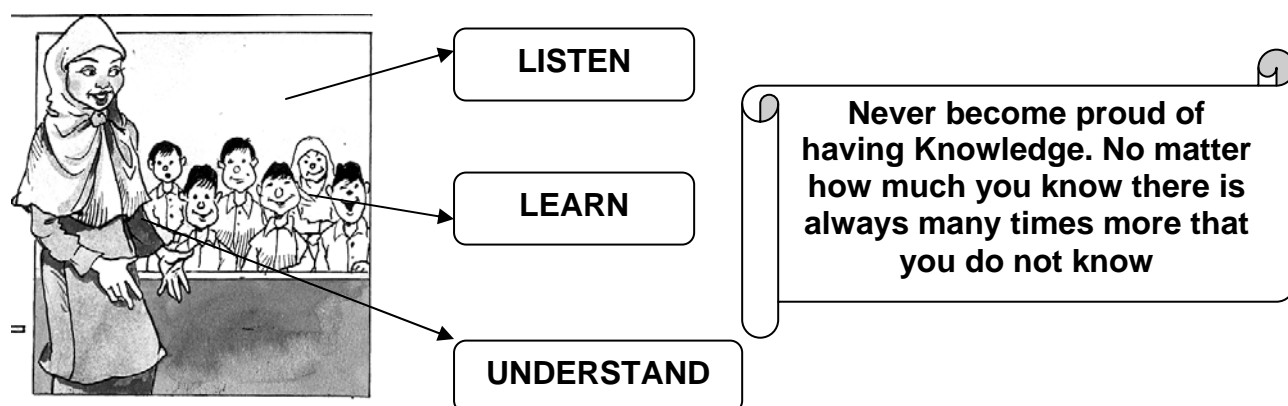 LISTEN
LEARN
UNDERSTAND
Never become proud of
having Knowledge. No matter
how much you know there is
always many times more that
you do not know